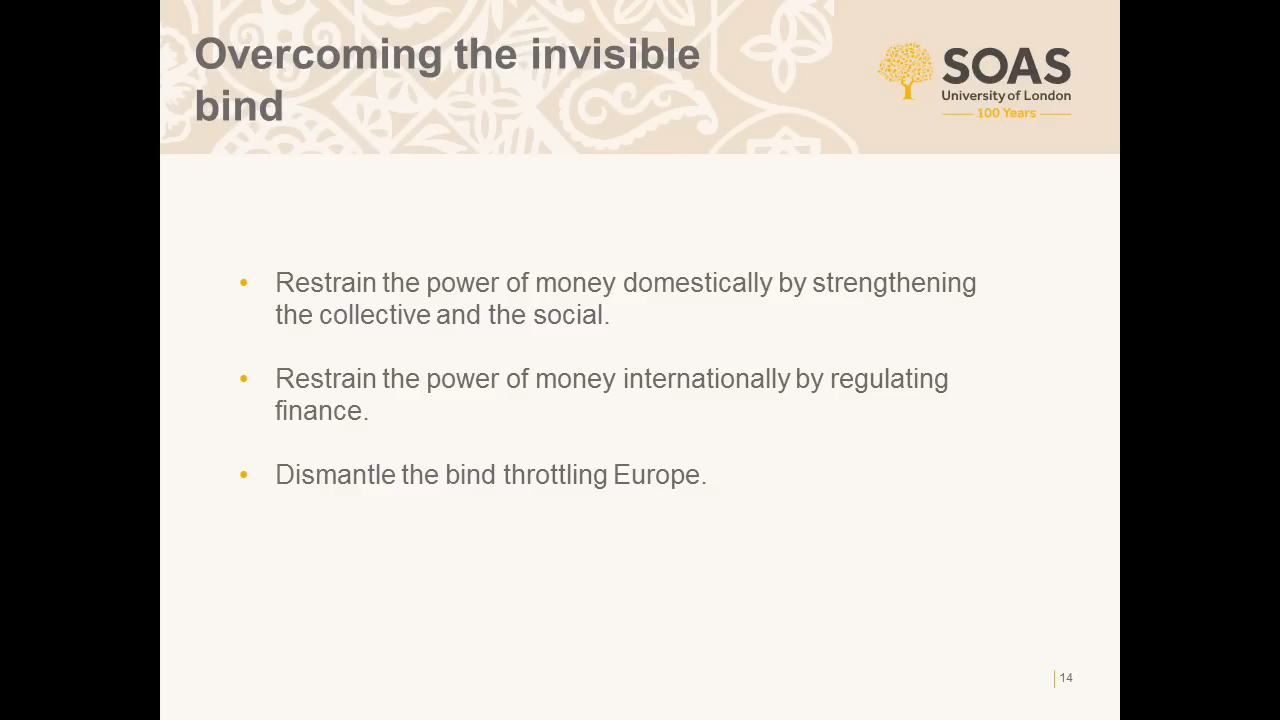 Overcoming the invisible
bind
SOAS
University of London
100 Years
• Restrain the power of money domestically by strengthening
the collective and the social.
• Restrain the power of money internationally by regulating
finance.
• Dismantle the bind throttling Europe.
14